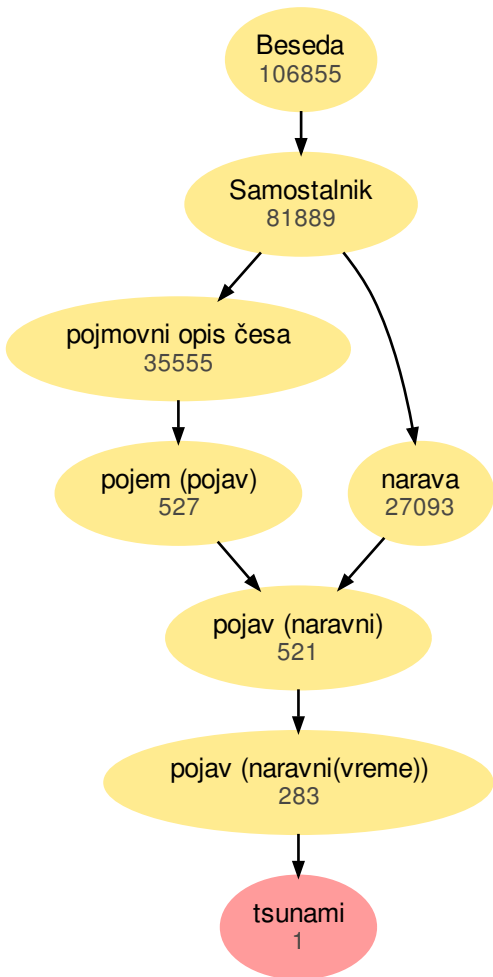 Beseda
106855
Samostalnik
81889
pojmovni opis česa
35555
pojem (pojav)
527
narava
27093
pojav (naravni)
521
pojav (naravni(vreme))
283
tsunami
1